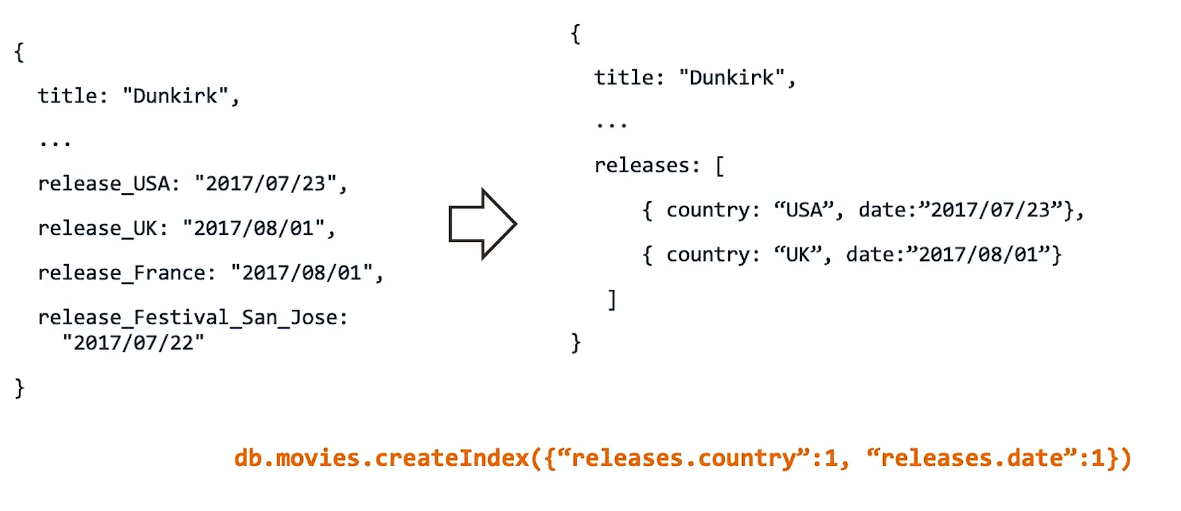 {
title: "Dunkirk",
...
release_USA: "2017/07/23",
release_UK: "2017/08/01",
release_France: "2017/08/01",
release_Festival_San_Jose:
"2017/07/22"
}
{
title: "Dunkirk",
...
releases: [
{ country: “USA”, date:”2017/07/23”},
{ country: “UK”, date:”2017/08/01”}
]
}
db.movies.createIndex({“releases.country”:1, “releases.date”:1})